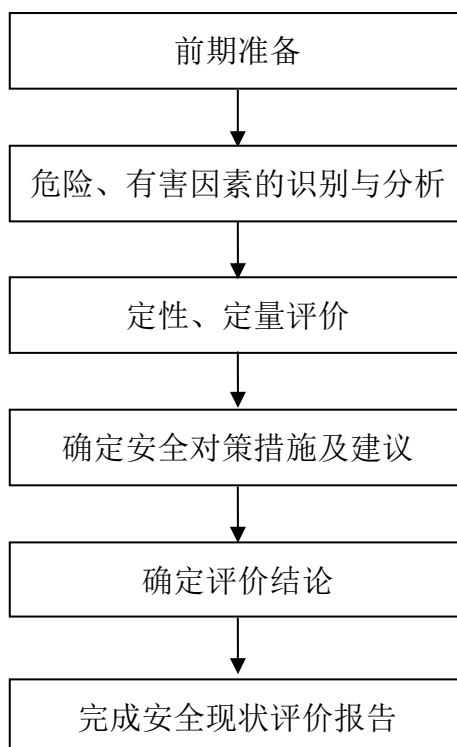 前期准备
危险、有害因素的识别与分析
定性、定量评价
确定安全对策措施及建议
确定评价结论
完成安全现状评价报告